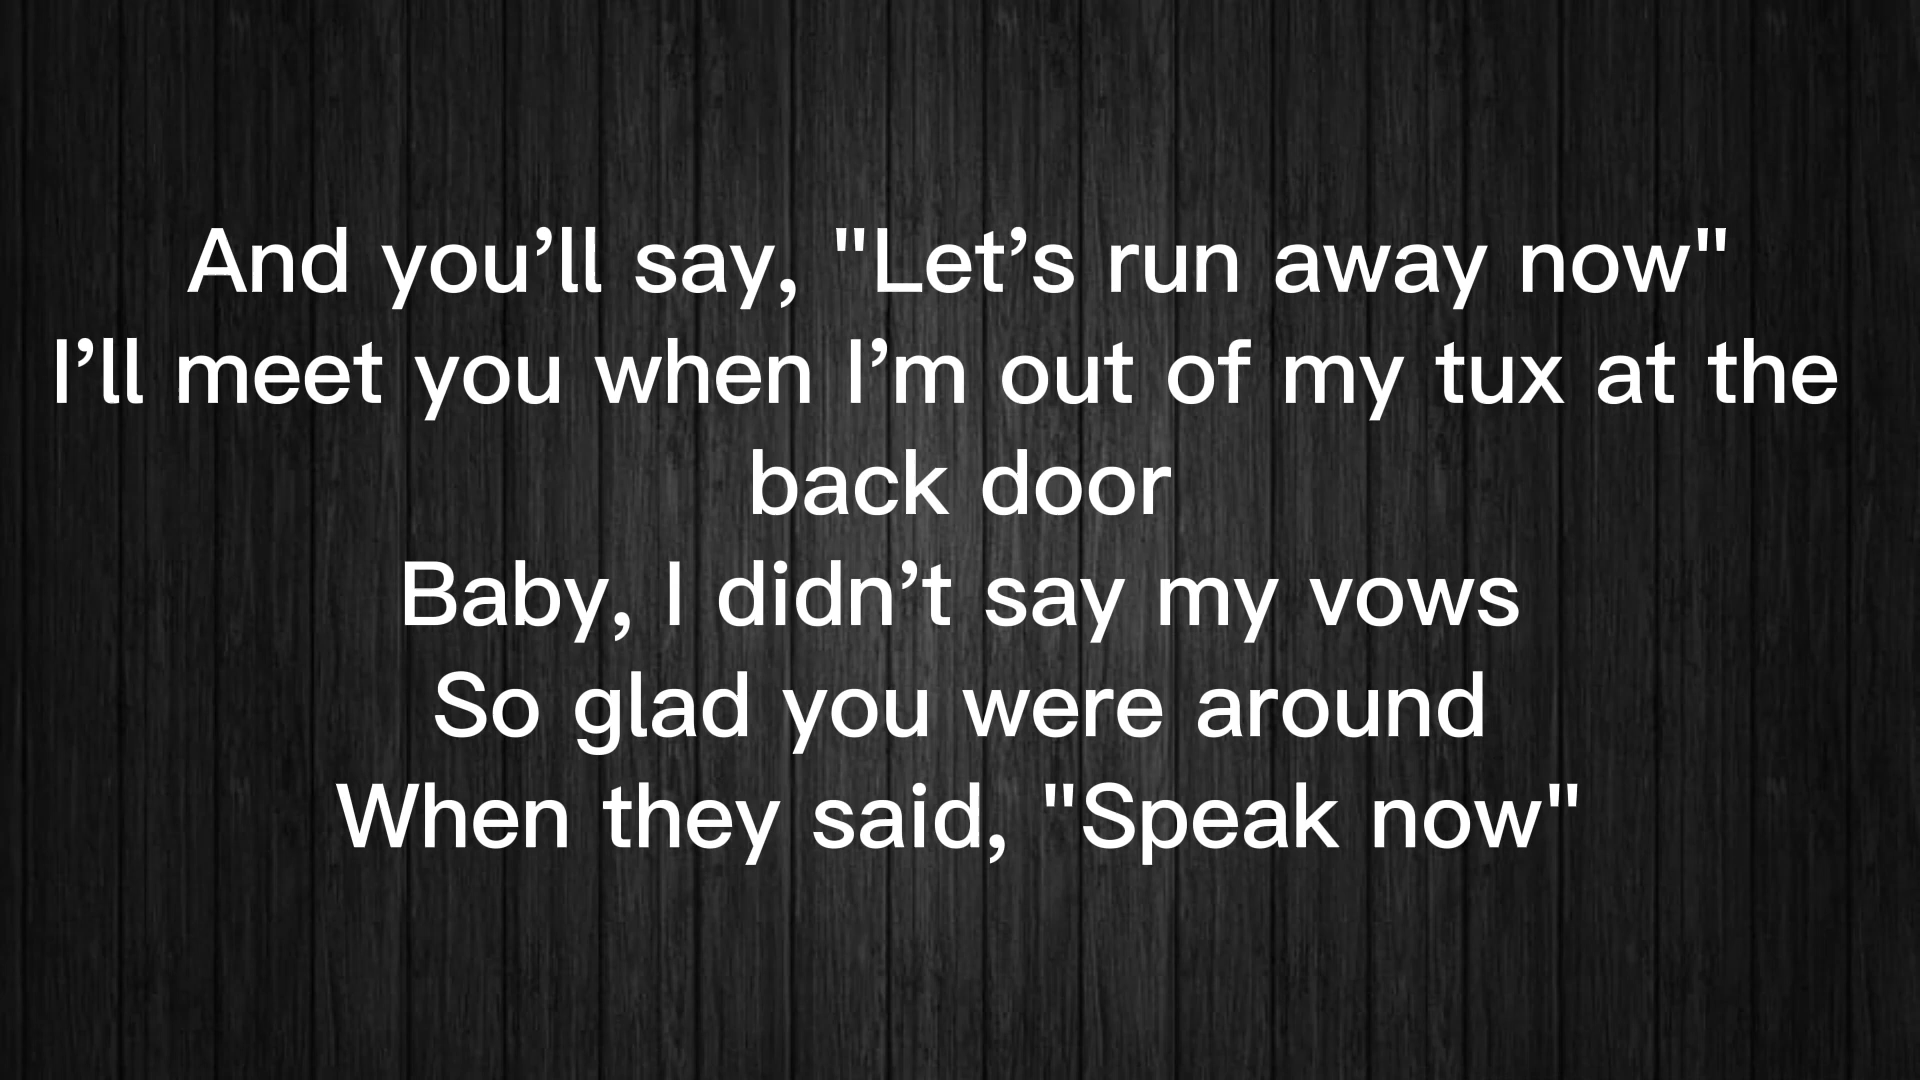 And you’ll say, "Let’s run away now"
I’ll meet you when I’m out of my tux at the
back door
Baby, I didn’t say my vows
So glad you were around
When they said, "Speak now"